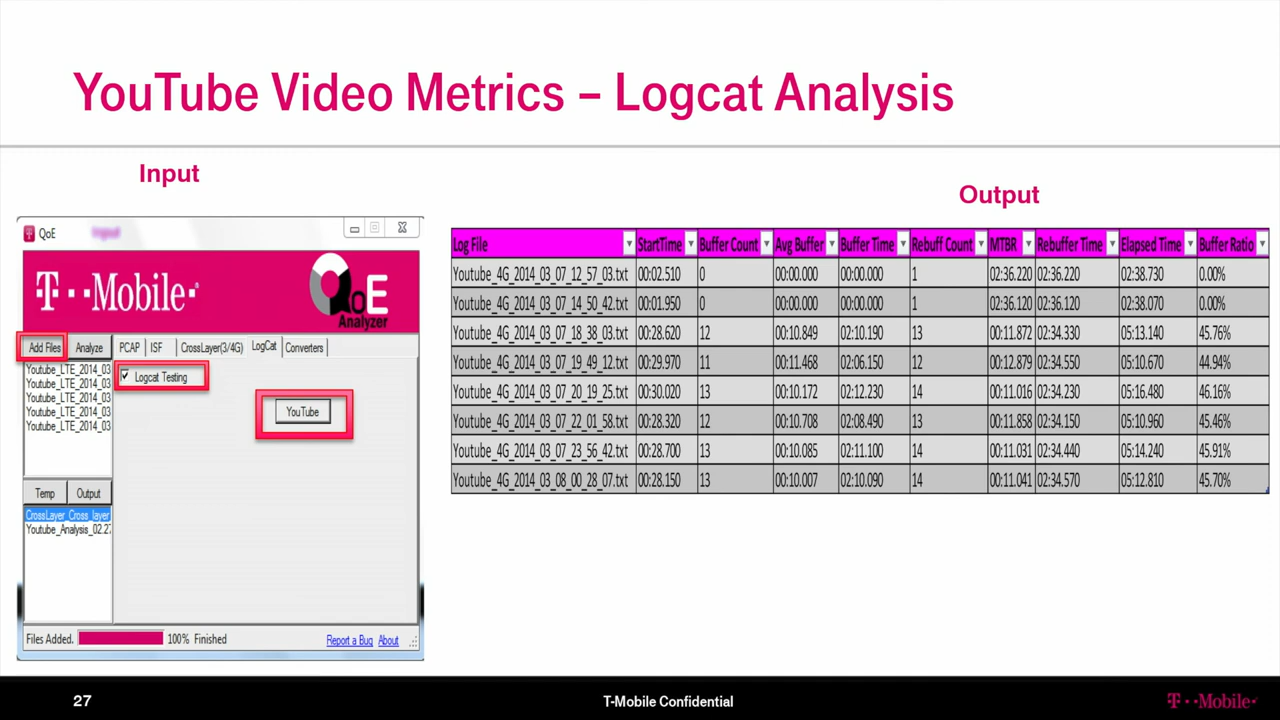 YouTube Video Metrics – Logcat Analysis
Input
Output
QoE
T··Mobile·
QoE
Analyzer
Add Files Analyze PCAP ISF CrossLayer(3/4G) LogCat Converters
Logcat Testing
YouTube
Youtube_LTE_2014_03
Youtube_LTE_2014_03
Youtube_LTE_2014_03
Youtube_LTE_2014_03
Youtube_LTE_2014_03
Temp Output
CrossLayer_Cross_layer
Youtube_Analysis_02.27
Files Added. 100% Finished Report a Bug About
Log File StartTime Buffer Count Avg Buffer Buffer Time Rebuff Count MTBR Rebuffer Time Elapsed Time Buffer Ratio
Youtube_4G_2014_03_07_12_57_03.txt 00:02.510 0 00:00.000 00:00.000 1 02:36.220 02:36.220 02:38.730 0.00%
Youtube_4G_2014_03_07_14_50_42.txt 00:01.950 0 00:00.000 00:00.000 1 02:36.120 02:36.120 02:38.070 0.00%
Youtube_4G_2014_03_07_18_38_03.txt 00:28.620 12 00:10.849 02:10.190 13 00:11.872 02:34.330 05:13.140 45.76%
Youtube_4G_2014_03_07_19_49_12.txt 00:29.970 11 00:11.468 02:06.150 12 00:12.879 02:34.550 05:10.670 44.94%
Youtube_4G_2014_03_07_20_19_25.txt 00:30.020 13 00:10.172 02:12.230 14 00:11.016 02:34.230 05:16.480 46.16%
Youtube_4G_2014_03_07_22_01_58.txt 00:28.320 12 00:10.708 02:08.490 13 00:11.858 02:34.150 05:10.960 45.46%
Youtube_4G_2014_03_07_23_56_42.txt 00:28.700 13 00:10.085 02:11.100 14 00:11.031 02:34.440 05:14.240 45.91%
Youtube_4G_2014_03_08_00_28_07.txt 00:28.150 13 00:10.007 02:10.090 14 00:11.041 02:34.570 05:12.810 45.70%
27 T-Mobile Confidential T··Mobile·